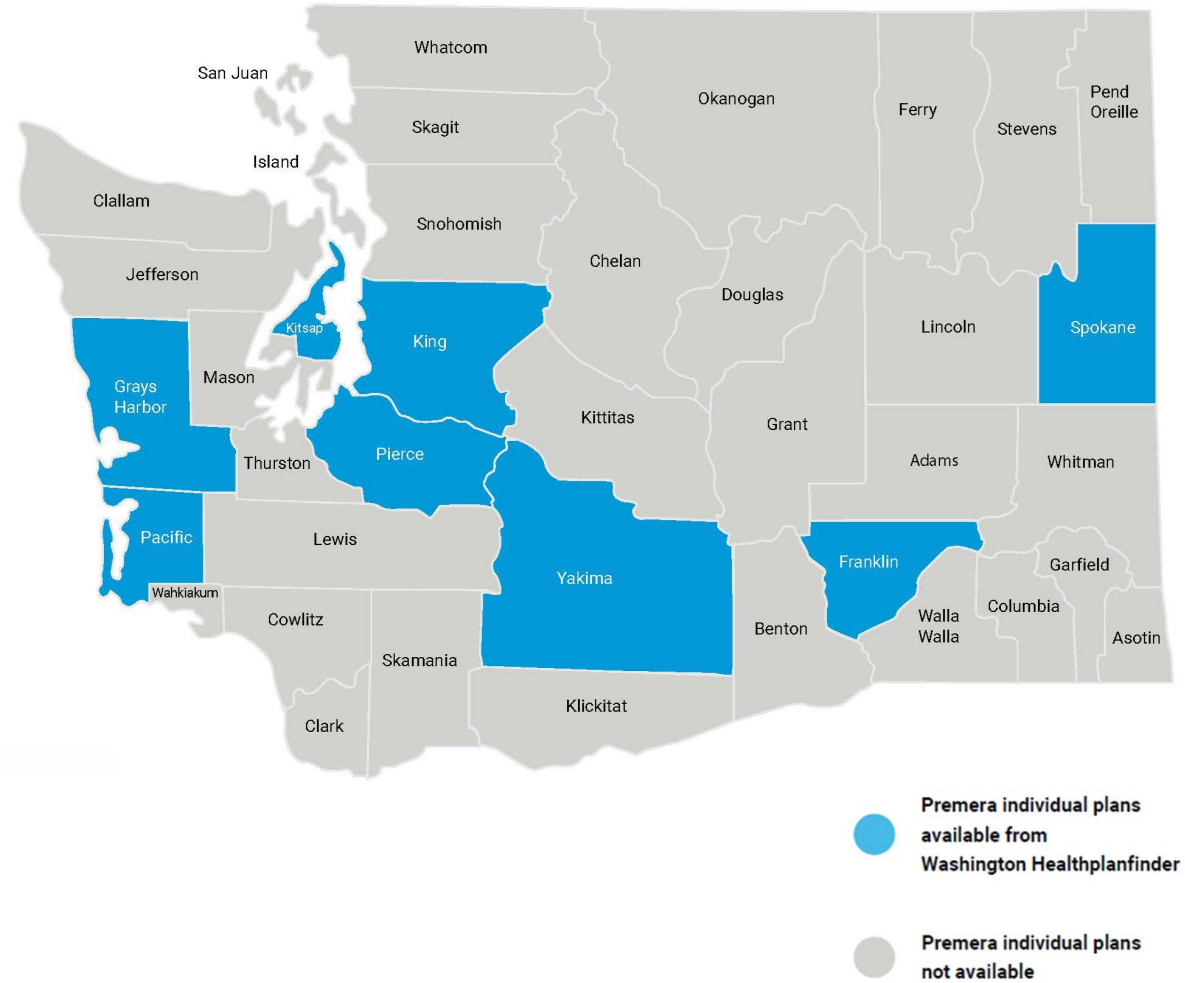 Whatcom
San Juan
Okanogan
Pend
Oreille
Ferry
Skagit
Stevens
Island
Clallam
Snohomish
Chelan
Jefferson
Douglas
Kitsap
Lincoln
Spokane
King
Mason
Grays
Harbor
Kittitas
Grant
Pierce
Adams
Whitman
Thurston
Pacific
Lewis
Franklin
Garfield
Yakima
Wahkiakum
Columbia
Cowlitz
Walla
Walla
Benton
Asotin
Skamania
Klickitat
Clark
Premera individual plans
available from
Washington Healthplanfinder
Premera individual plans
not available